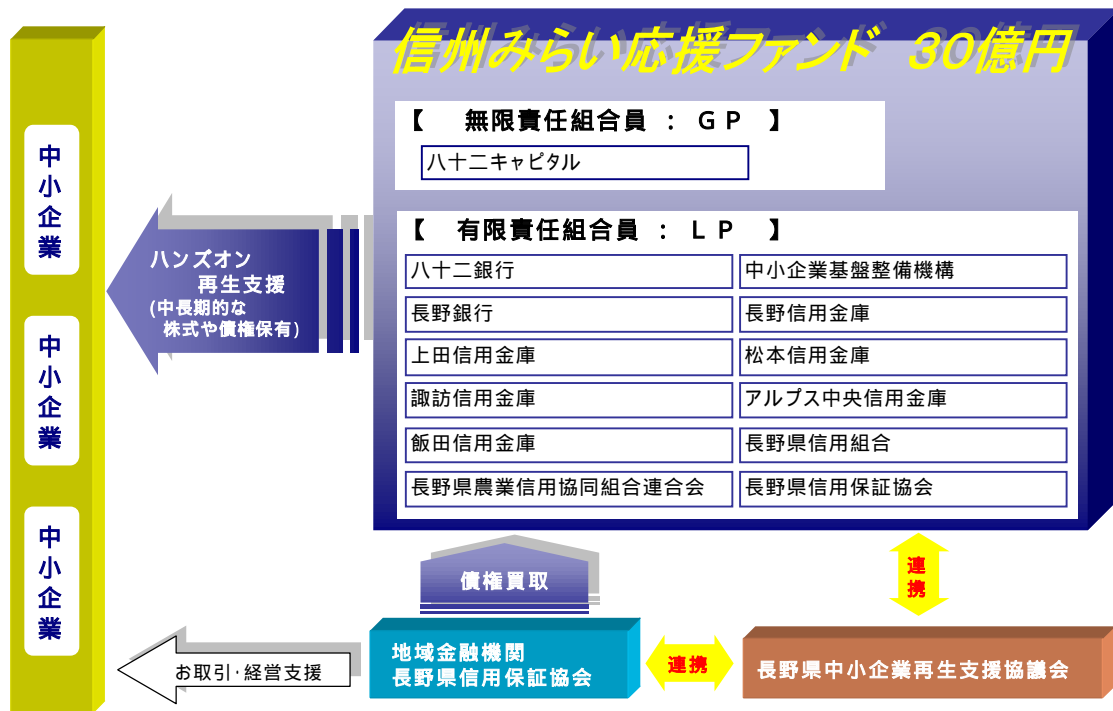 信州みらい応援ファンド 30億円
【 無限責任組合員 : GP 】
八十二キャピタル
【 有限責任組合員 : LP 】
八十二銀行
中小企業基盤整備機構
長野銀行
長野信用金庫
上田信用金庫
松本信用金庫
諏訪信用金庫
アルプス中央信用金庫
飯田信用金庫
長野県信用組合
長野県農業信用協同組合連合会
長野県信用保証協会
中小企業
中小企業
中小企業
ハンズオン
再生支援
(中長期的な
株式や債権保有)
債権買取
連携
お取引・経営支援
地域金融機関
長野県信用保証協会
連携
長野県中小企業再生支援協議会